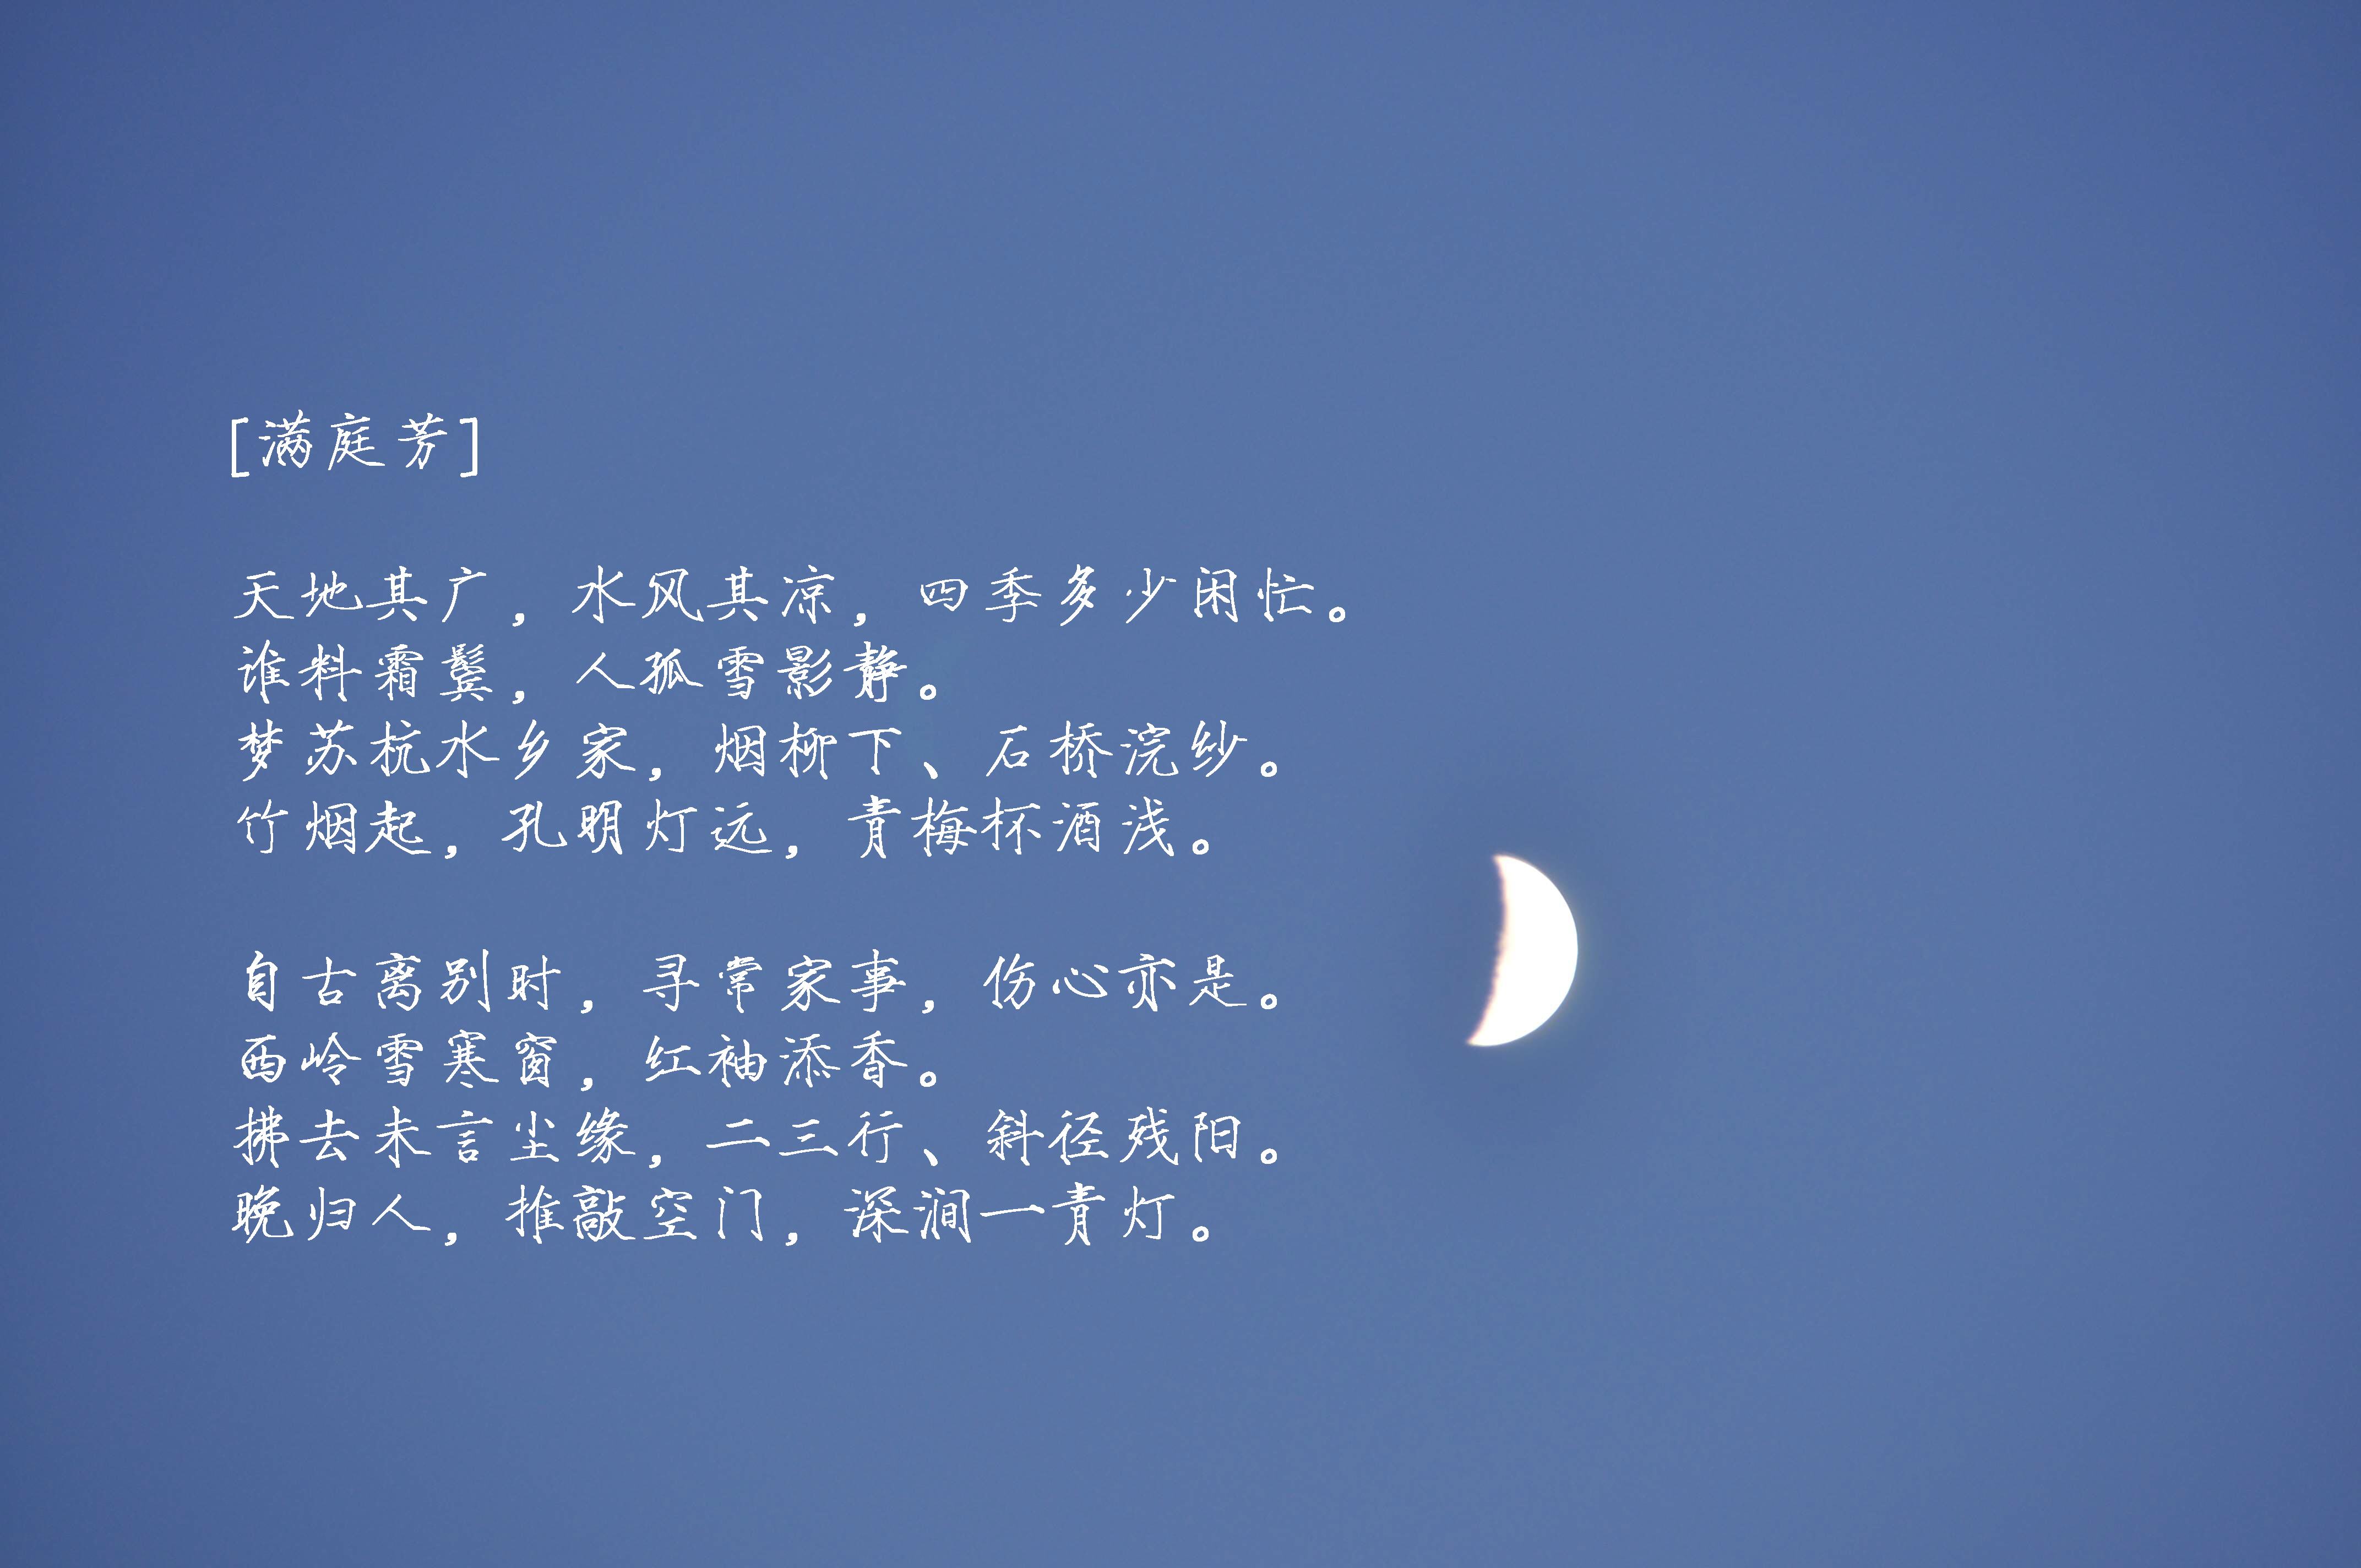 [满庭芳]
天地其广，水风其凉，四季多少闲忙。
谁料霜鬓，人孤雪影静。
梦苏杭水乡家，烟柳下、石桥浣纱。
竹烟起，孔明灯远，青梅杯酒浅。
自古离别时，寻常家事，伤心亦是。
西岭雪寒窗，红袖添香。
拂去未言尘缘，二三行、斜径残阳。
晚归人，推敲空门，深涧一青灯。